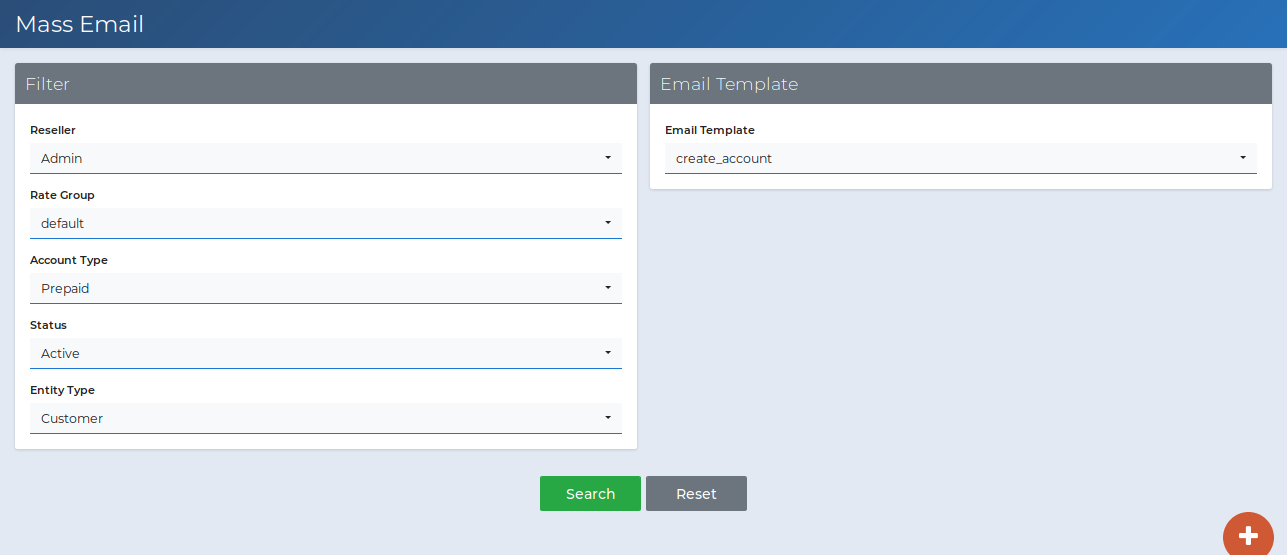 Mass Email
Filter
Reseller
Admin
Rate Group
default
Account Type
Prepaid
Status
Active
Entity Type
Customer
Email Template
Email Template
create_account
Search
Reset